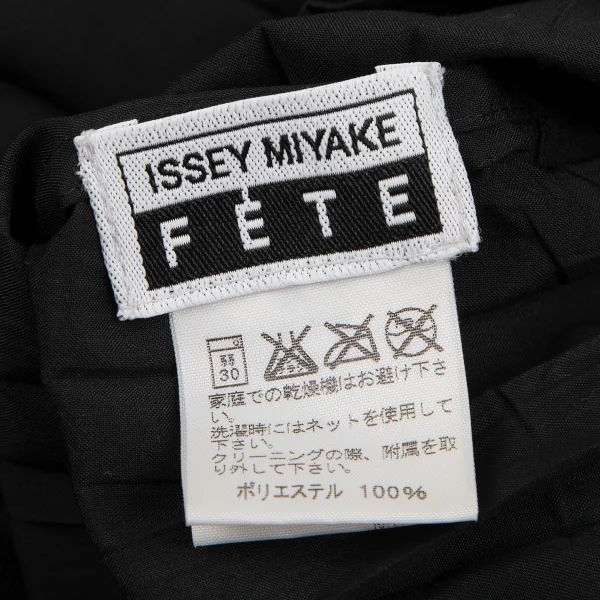 ISSEY MIYAKE
FÊTE
弱
30
家庭での乾燥機はお避け下さ
い。
洗濯時にはネットを使用して
下さい。
クリーニングの際、附属を取
り外して下さい。
ポリエステル 100%